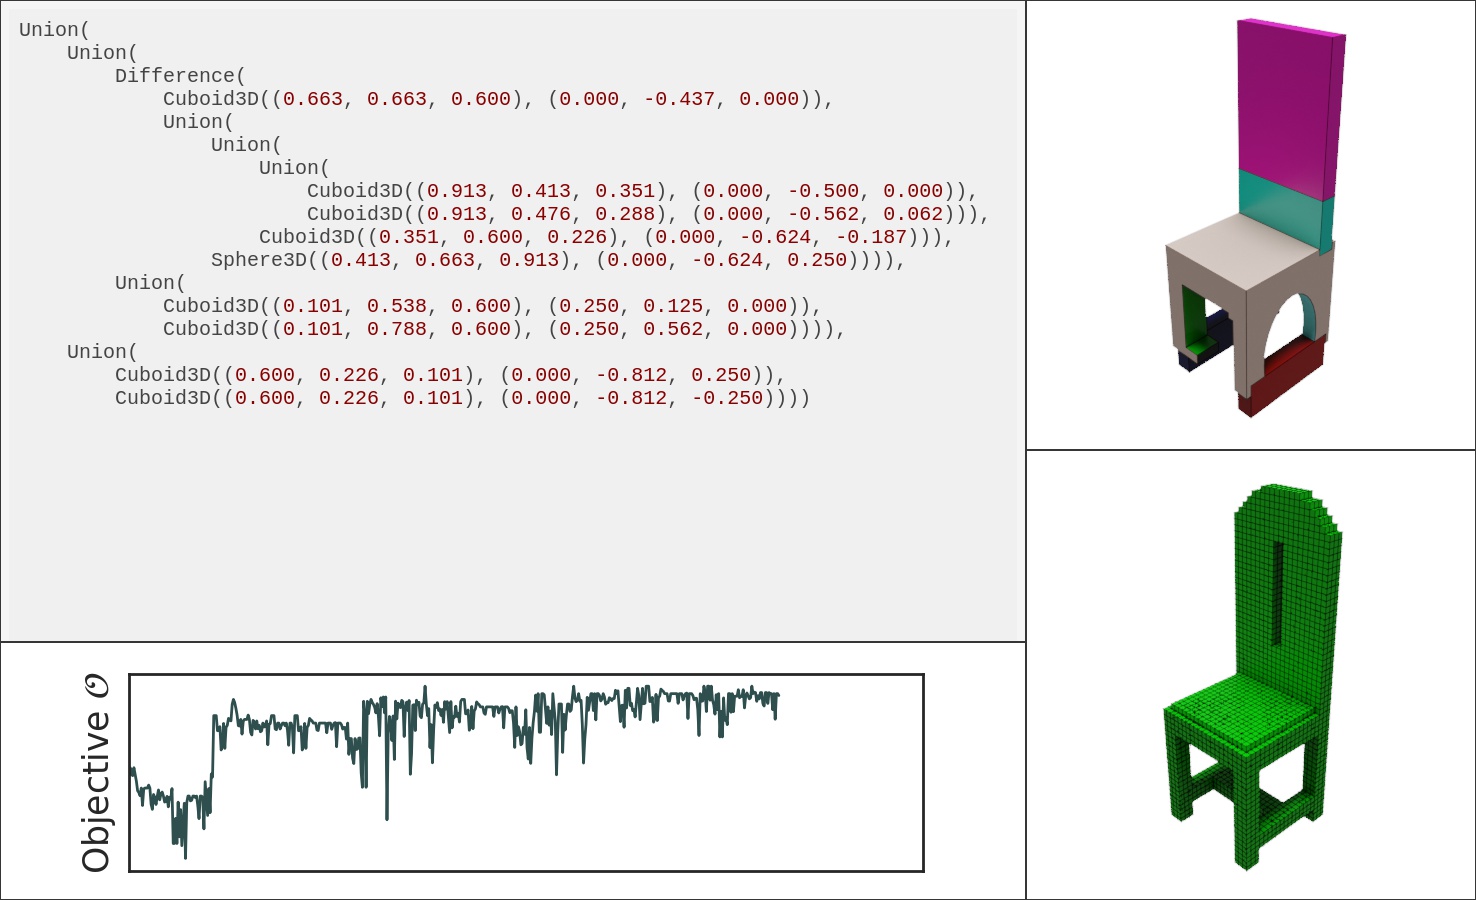 Union(
    Union(
        Difference(
            Cuboid3D((0.663, 0.663, 0.600), (0.000, -0.437, 0.000)),
            Union(
                Union(
                    Union(
                        Cuboid3D((0.913, 0.413, 0.351), (0.000, -0.500, 0.000)),
                        Cuboid3D((0.913, 0.476, 0.288), (0.000, -0.562, 0.062))),
                    Cuboid3D((0.351, 0.600, 0.226), (0.000, -0.624, -0.187))),
                Sphere3D((0.413, 0.663, 0.913), (0.000, -0.624, 0.250)))),
        Union(
            Cuboid3D((0.101, 0.538, 0.600), (0.250, 0.125, 0.000)),
            Cuboid3D((0.101, 0.788, 0.600), (0.250, 0.562, 0.000)))),
    Union(
        Cuboid3D((0.600, 0.226, 0.101), (0.000, -0.812, 0.250)),
        Cuboid3D((0.600, 0.226, 0.101), (0.000, -0.812, -0.250))))
Objective 𝒪